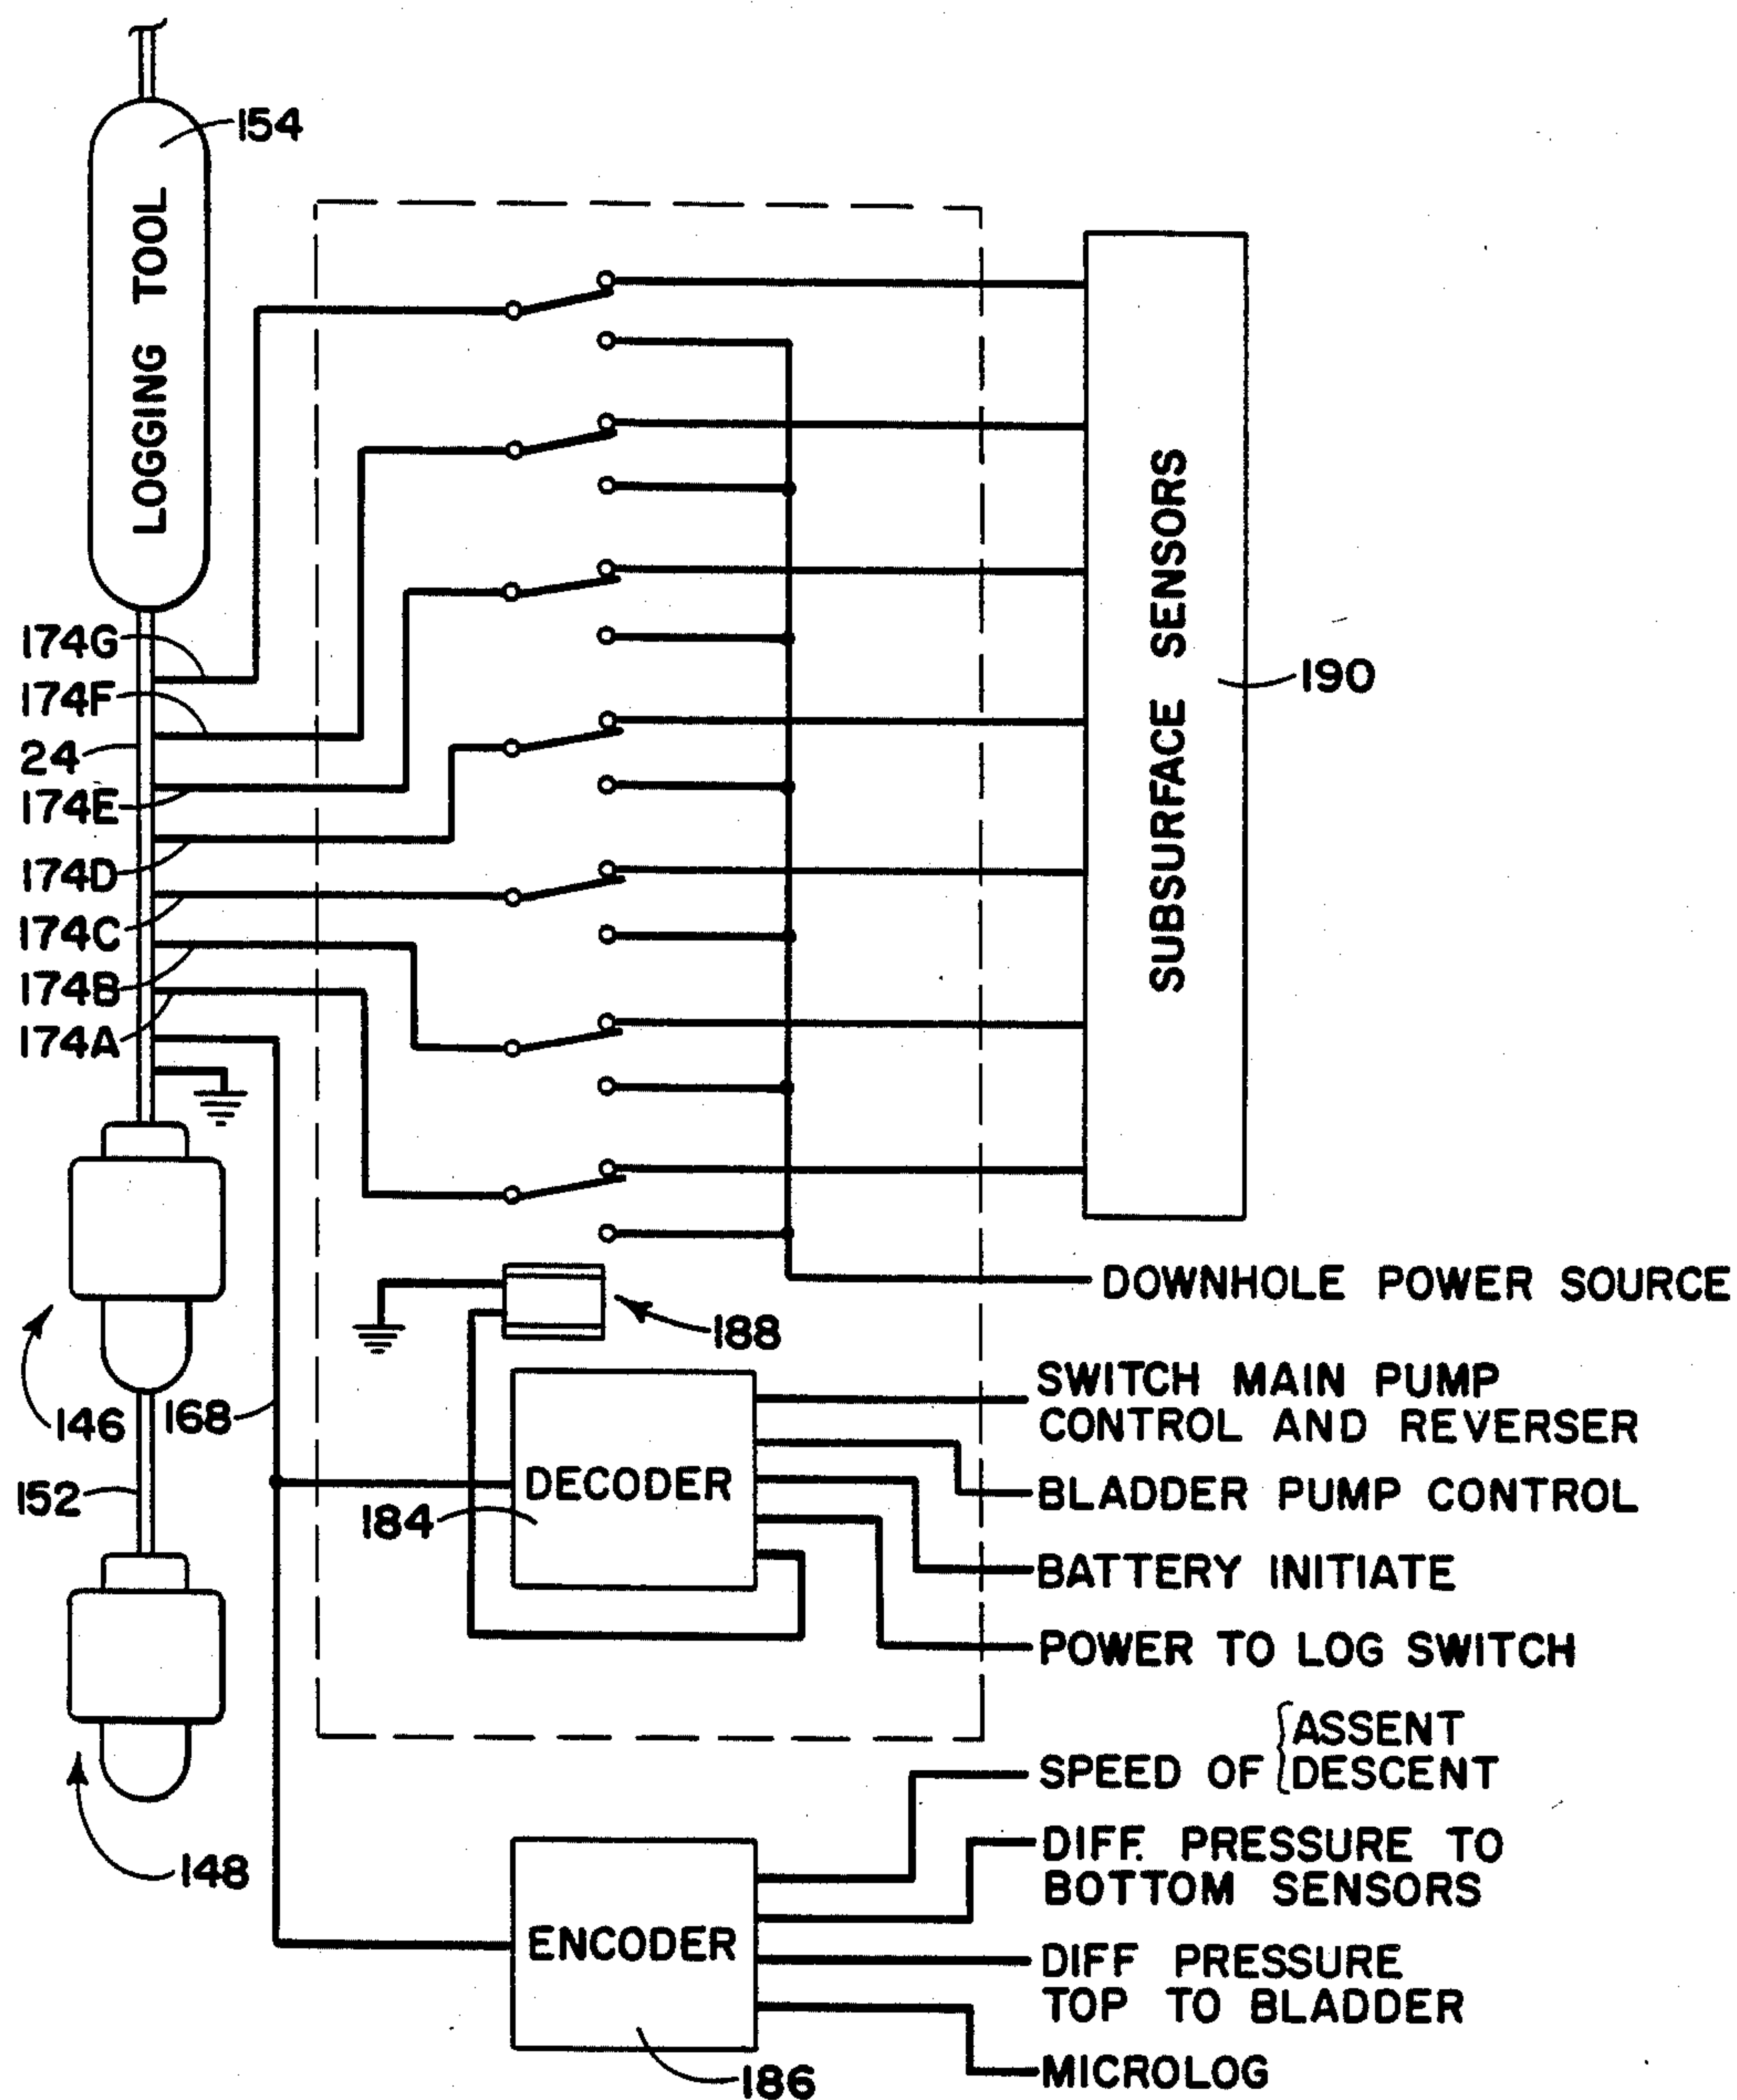 154
LOGGING TOOL
174G
174F
24
174E
174D
174C
174B
174A
SUBSURFACE SENSORS
190
DOWNHOLE POWER SOURCE
188
146
168
152
148
DECODER
184
SWITCH MAIN PUMP
CONTROL AND REVERSER
BLADDER PUMP CONTROL
BATTERY INITIATE
POWER TO LOG SWITCH
ASSENT
SPEED OF DESCENT
DIFF. PRESSURE TO
BOTTOM SENSORS
ENCODER
DIFF PRESSURE
TOP TO BLADDER
186
MICROLOG